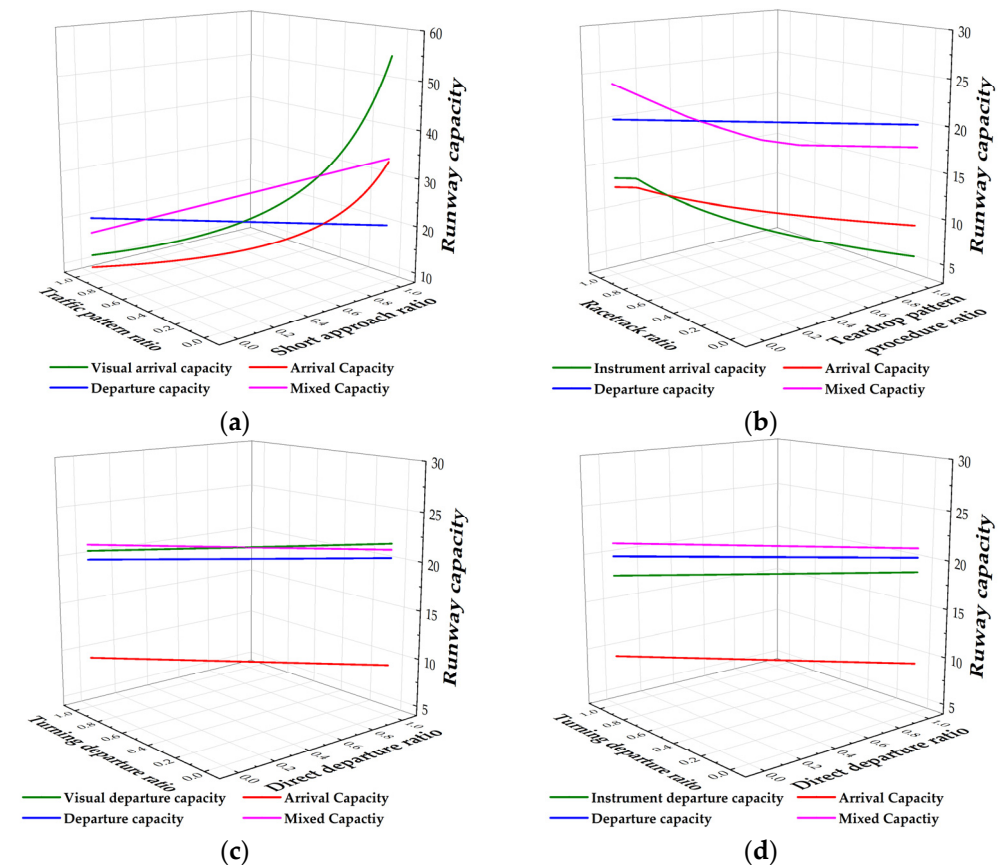 60
50
40
30
20
10
Runway capacity
1.0
0.8
0.6
0.4
0.2
0.0
Traffic pattern ratio
0.0
0.2
0.4
0.6
0.8
1.0
Short approach ratio
Visual arrival capacity
Arrival Capacity
Departure capacity
Mixed Capactiy
(a)
30
25
20
15
10
5
Runway capacity
1.0
0.8
0.6
0.4
0.2
0.0
Racetrack ratio
0.0
0.2
0.4
0.6
0.8
1.0
Teardrop pattern
procedure ratio
Instrument arrival capacity
Arrival Capacity
Departure capacity
Mixed Capactiy
(b)
30
25
20
15
10
5
Runway capacity
1.0
0.8
0.6
0.4
0.2
0.0
Turning departure ratio
0.0
0.2
0.4
0.6
0.8
1.0
Direct departure ratio
Visual departure capacity
Arrival Capacity
Departure capacity
Mixed Capactiy
(c)
30
25
20
15
10
5
Ruway capacity
1.0
0.8
0.6
0.4
0.2
0.0
Turning departure ratio
0.0
0.2
0.4
0.6
0.8
1.0
Direct departure ratio
Instrument departure capacity
Arrival Capacity
Departure capacity
Mixed Capactiy
(d)